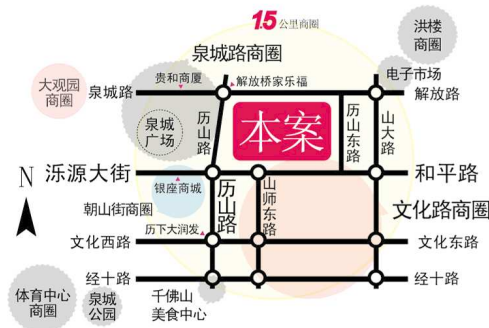 1.5公里商圈
洪楼
商圈
泉城路商圈
电子市场
大观园
商圈
贵和商厦
解放桥家乐福
泉城路
解放路
历山路
泉城
广场
本案
历山东路
山大路
泺源大街
和平路
N
银座商城
历山路
山师东路
朝山街商圈
文化路商圈
历下大润发
文化西路
文化东路
经十路
经十路
体育中心
商圈
泉城
公园
千佛山
美食中心